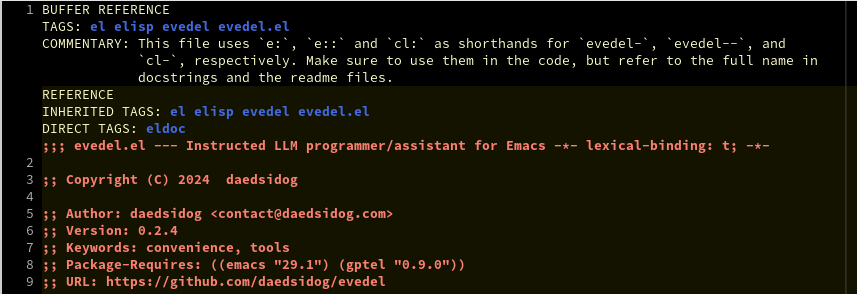 1 BUFFER REFERENCE
TAGS: el elisp evedel evedel.el
COMMENTARY: This file uses `e:`, `e::` and `cl:` as shorthands for `evedel-`, `evedel--`, and
`cl-`, respectively. Make sure to use them in the code, but refer to the full name in
docstrings and the readme files.
REFERENCE
INHERITED TAGS: el elisp evedel evedel.el
DIRECT TAGS: eldoc
;;; evedel.el --- Instructed LLM programmer/assistant for Emacs -*- lexical-binding: t; -*-
2
3 ;; Copyright (C) 2024  daedsidog
4
5 ;; Author: daedsidog <contact@daedsidog.com>
6 ;; Version: 0.2.4
7 ;; Keywords: convenience, tools
8 ;; Package-Requires: ((emacs "29.1") (gptel "0.9.0"))
9 ;; URL: https://github.com/daedsidog/evedel